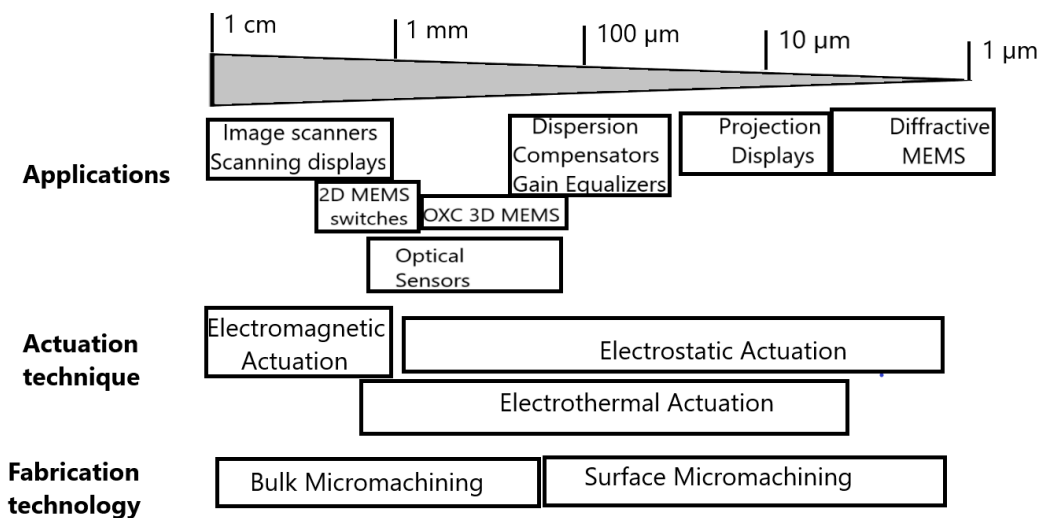 1 cm
1 mm
100 µm
10 µm
1 µm
Applications
Image scanners
Scanning displays
2D MEMS
switches
OXC 3D MEMS
Optical
Sensors
Dispersion
Compensators
Gain Equalizers
Projection
Displays
Diffractive
MEMS
Actuation
technique
Electromagnetic
Actuation
Electrostatic Actuation
Electrothermal Actuation
Fabrication
technology
Bulk Micromachining
Surface Micromachining